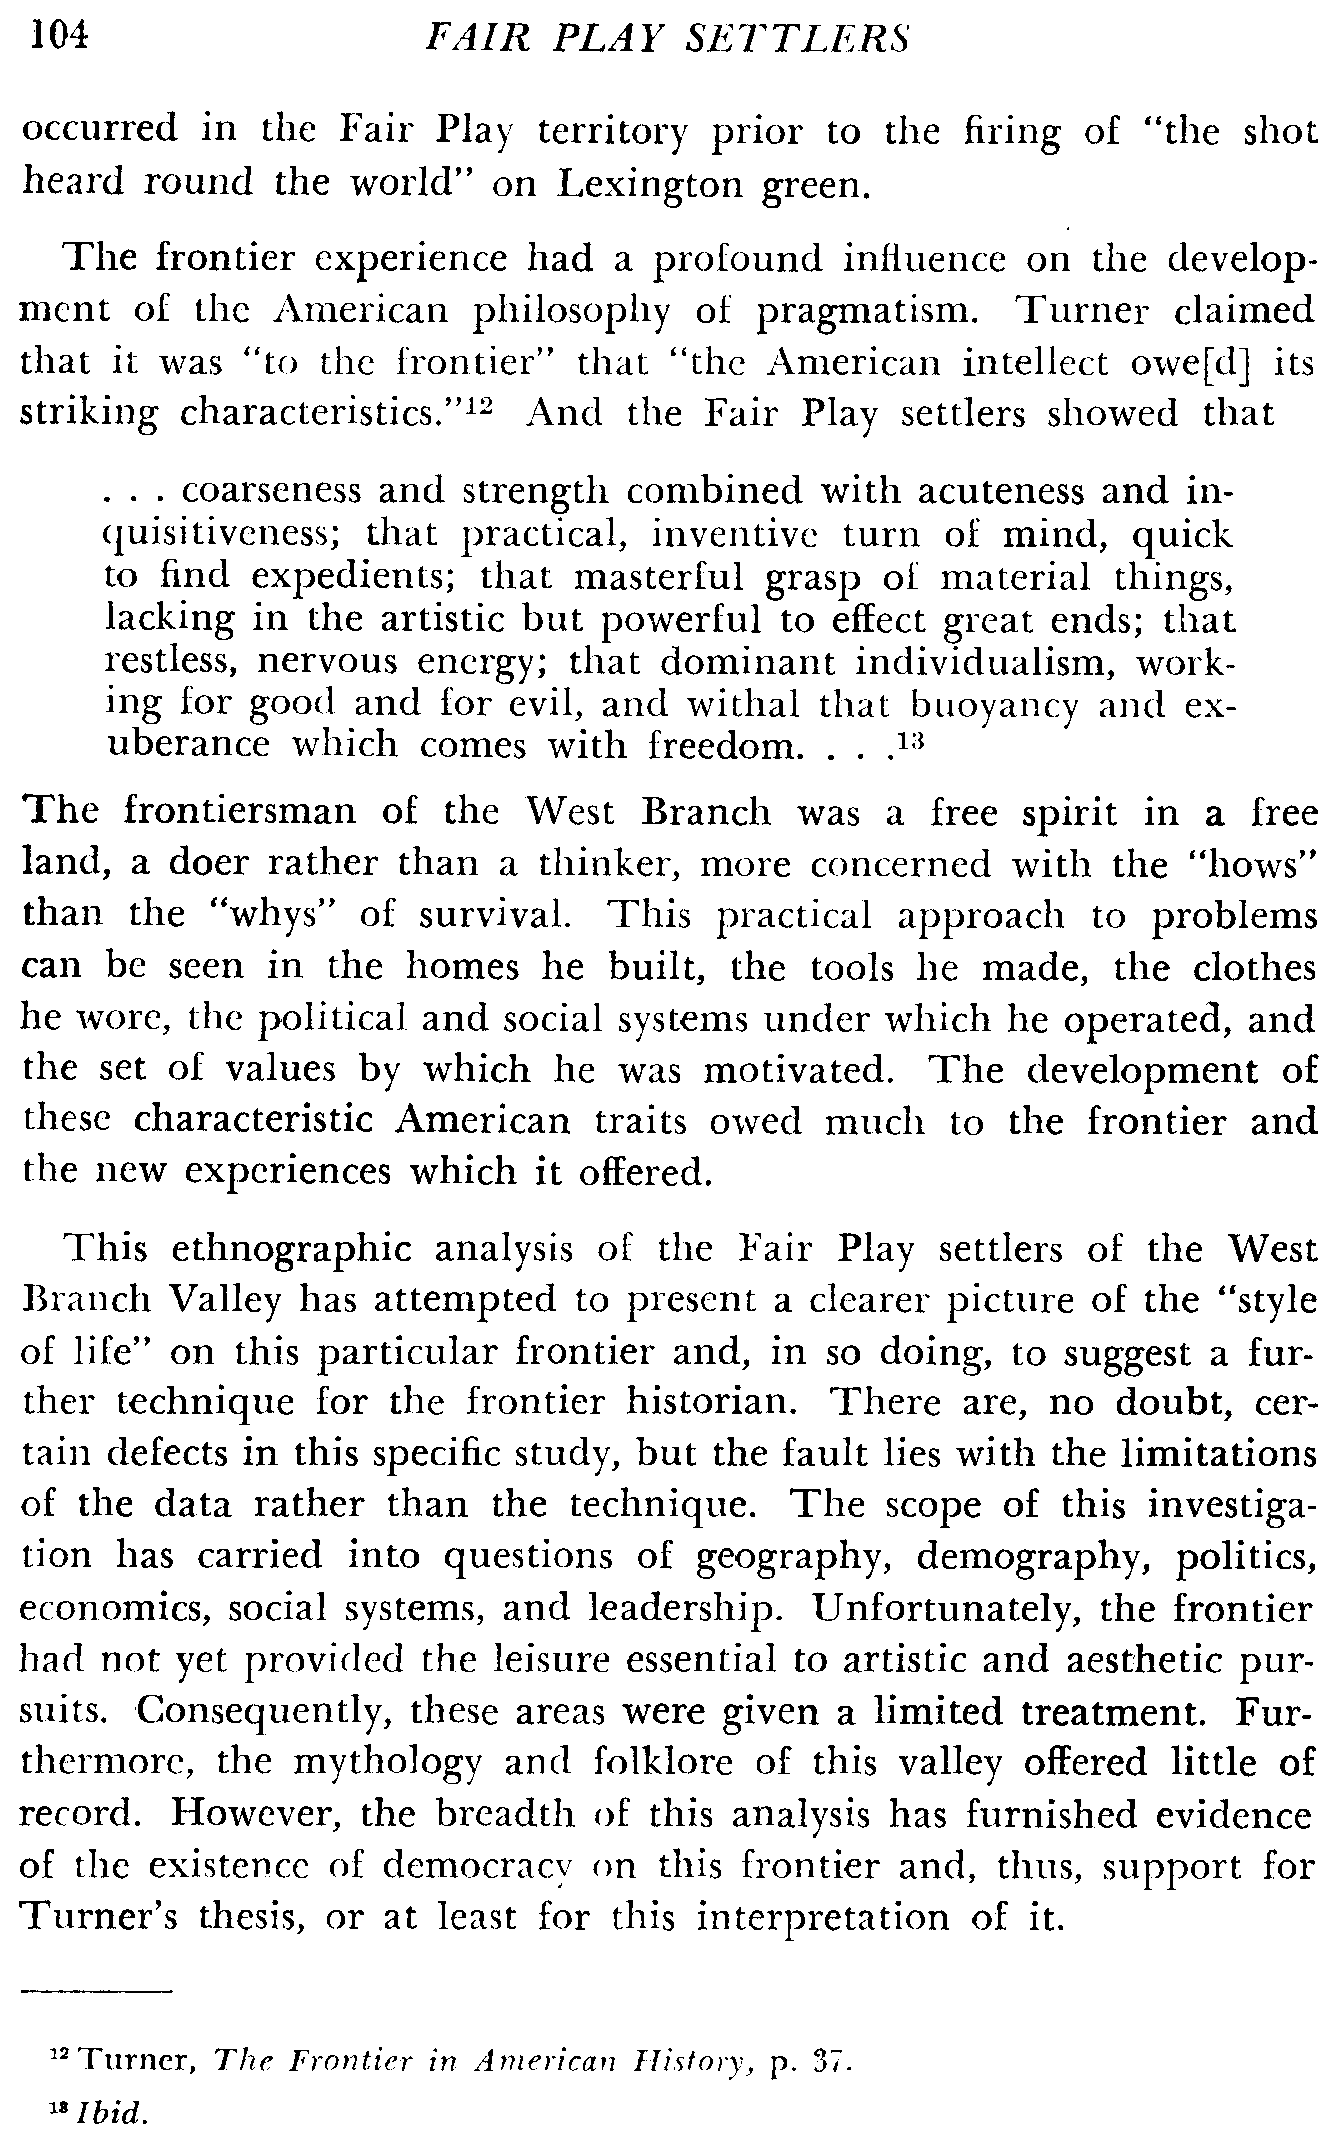 104 FAIR PLAY SETTLERS
occurred in the Fair Play territory prior to the firing of “the shot
heard round the world” on Lexington green.
The frontier experience had a profound influence on the develop-
ment of the American philosophy of pragmatism. Turner claimed
that it was “to the frontier” that “the American intellect owe[d] its
striking characteristics.”¹² And the Fair Play settlers showed that
. . . coarseness and strength combined with acuteness and in-
quisitiveness; that practical, inventive turn of mind, quick
to find expedients; that masterful grasp of material things,
lacking in the artistic but powerful to effect great ends; that
restless, nervous energy; that dominant individualism, work-
ing for good and for evil, and withal that buoyancy and ex-
uberance which comes with freedom. . . .¹³
The frontiersman of the West Branch was a free spirit in a free
land, a doer rather than a thinker, more concerned with the “hows”
than the “whys” of survival. This practical approach to problems
can be seen in the homes he built, the tools he made, the clothes
he wore, the political and social systems under which he operated, and
the set of values by which he was motivated. The development of
these characteristic American traits owed much to the frontier and
the new experiences which it offered.
This ethnographic analysis of the Fair Play settlers of the West
Branch Valley has attempted to present a clearer picture of the “style
of life” on this particular frontier and, in so doing, to suggest a fur-
ther technique for the frontier historian. There are, no doubt, cer-
tain defects in this specific study, but the fault lies with the limitations
of the data rather than the technique. The scope of this investiga-
tion has carried into questions of geography, demography, politics,
economics, social systems, and leadership. Unfortunately, the frontier
had not yet provided the leisure essential to artistic and aesthetic pur-
suits. Consequently, these areas were given a limited treatment. Fur-
thermore, the mythology and folklore of this valley offered little of
record. However, the breadth of this analysis has furnished evidence
of the existence of democracy on this frontier and, thus, support for
Turner’s thesis, or at least for this interpretation of it.
¹² Turner, The Frontier in American History, p. 37.
¹³ Ibid.